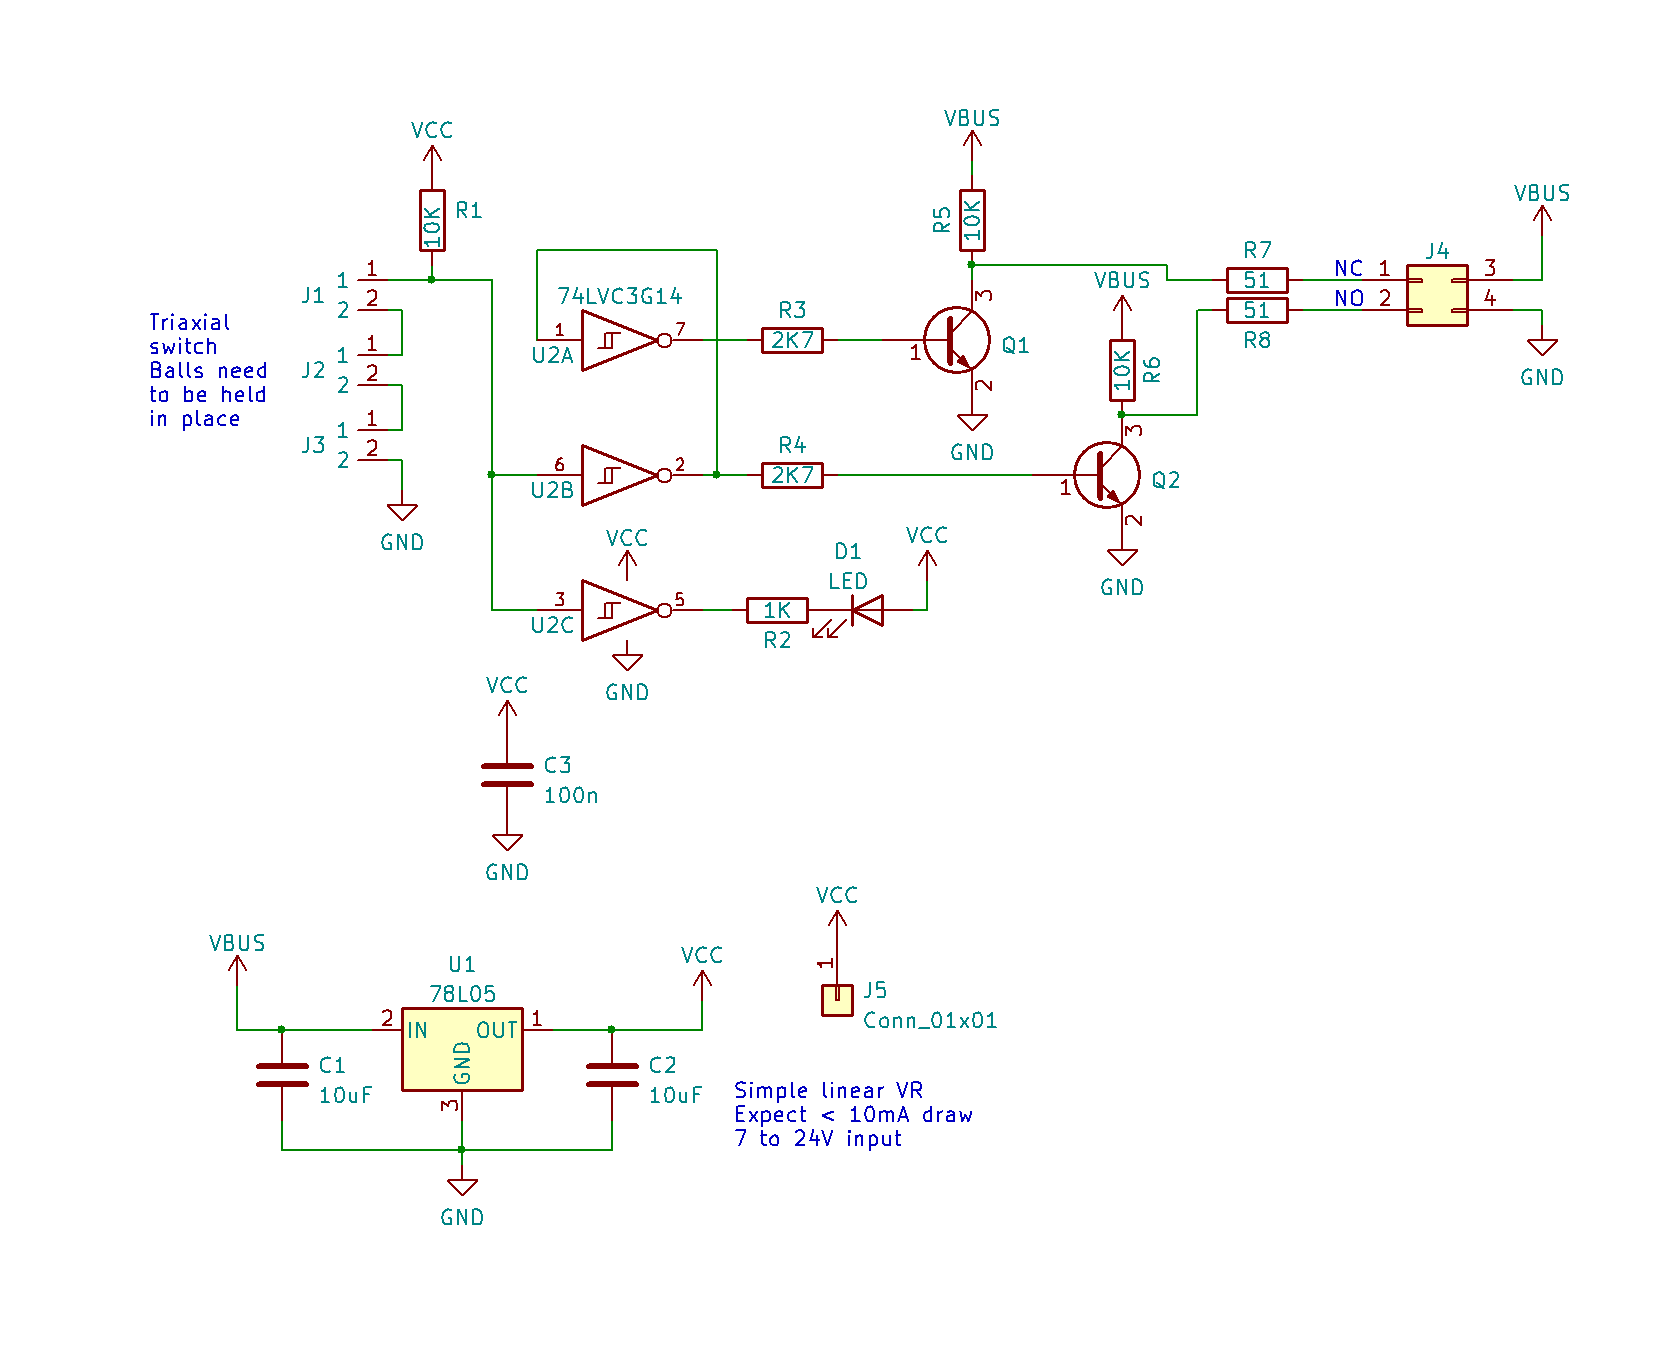 VBUS
VCC
R1
10K
R5
10K
VBUS
R7
51
NC
1
J4
3
VBUS
NO
2
4
51
R8
GND
J1
1
1
2
2
J2
1
1
2
2
J3
1
1
2
2
GND
Triaxial
switch
Balls need
to be held
in place
74LVC3G14
1
7
U2A
R3
2K7
1
3
2
Q1
GND
VBUS
10K
R6
6
2
U2B
R4
2K7
1
3
2
Q2
GND
VCC
3
5
U2C
GND
1K
R2
D1
LED
VCC
VCC
C3
100n
GND
VCC
1
J5
Conn_01x01
VBUS
U1
78L05
VCC
2
IN
OUT
1
GND
3
C1
10uF
C2
10uF
GND
Simple linear VR
Expect < 10mA draw
7 to 24V input